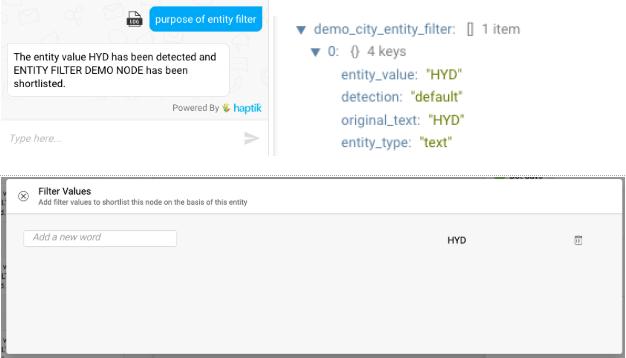 LOG
purpose of entity filter
The entity value HYD has been detected and
ENTITY FILTER DEMO NODE has been
shortlisted.
Powered By haptik
Type here...
demo_city_entity_filter: [] 1 item
0: {} 4 keys
entity_value: "HYD"
detection: "default"
original_text: "HYD"
entity_type: "text"
Filter Values
Add filter values to shortlist this node on the basis of this entity
Add a new word
HYD